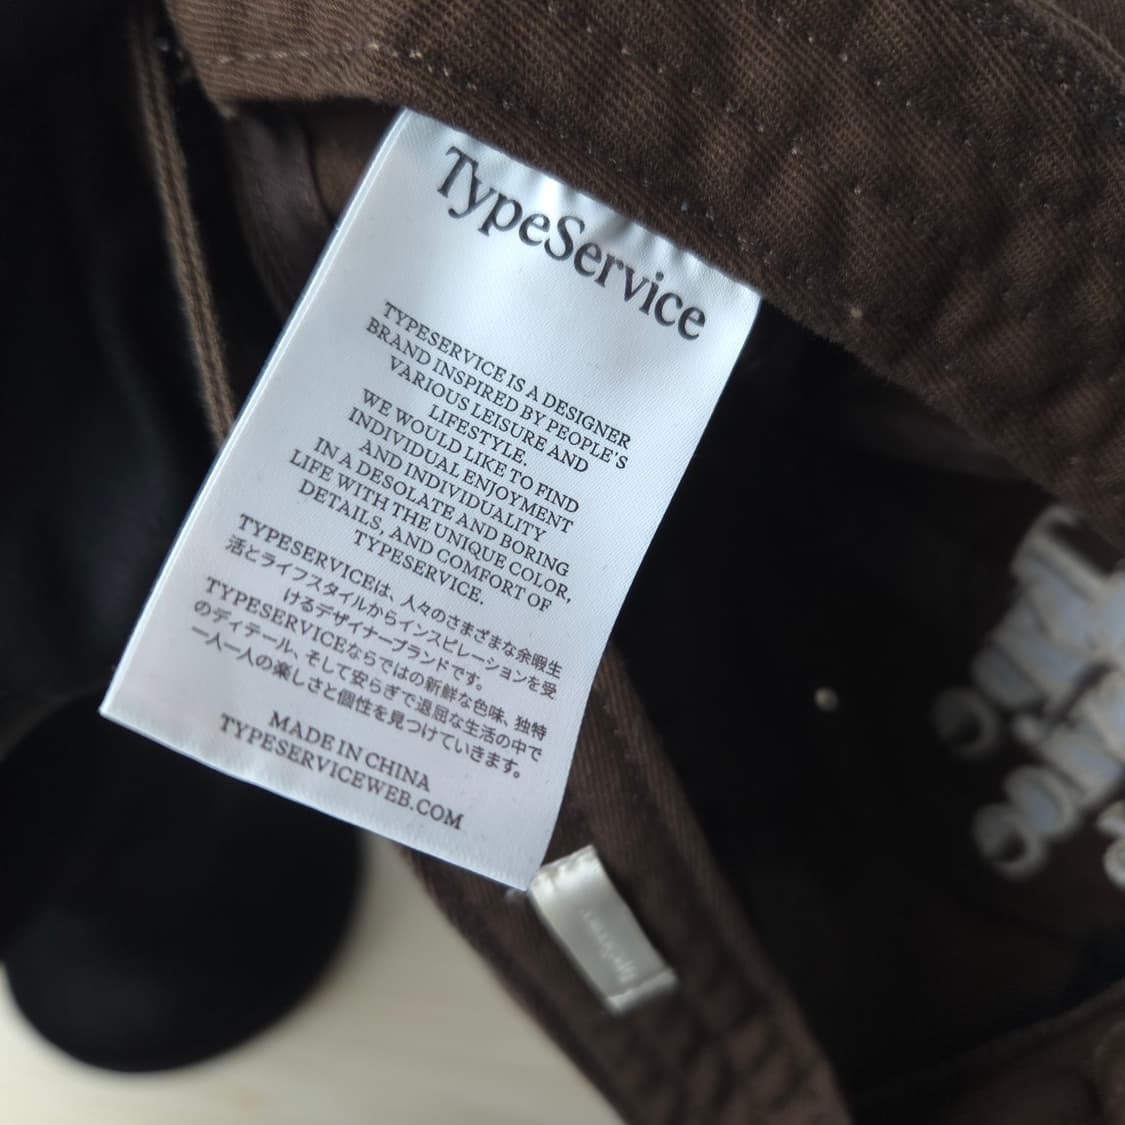 TypeService
TYPESERVICE IS A DESIGNER
BRAND INSPIRED BY PEOPLE'S
VARIOUS LEISURE AND
LIFESTYLE.
WE WOULD LIKE TO FIND
INDIVIDUAL ENJOYMENT
AND INDIVIDUALITY
IN A DESOLATE AND BORING
LIFE WITH THE UNIQUE COLOR,
DETAILS, AND COMFORT OF
TYPESERVICE.
TYPESERVICEは、人々のさまざまな余暇生
活とライフスタイルからインスピレーションを受
けるデザイナーブランドです。
TYPESERVICEならではの新鮮な色味、独特
のディテール、そして安らぎで退屈な生活の中で
一人一人の楽しさと個性を見つけていきます。
MADE IN CHINA
TYPESERVICEWEB.COM